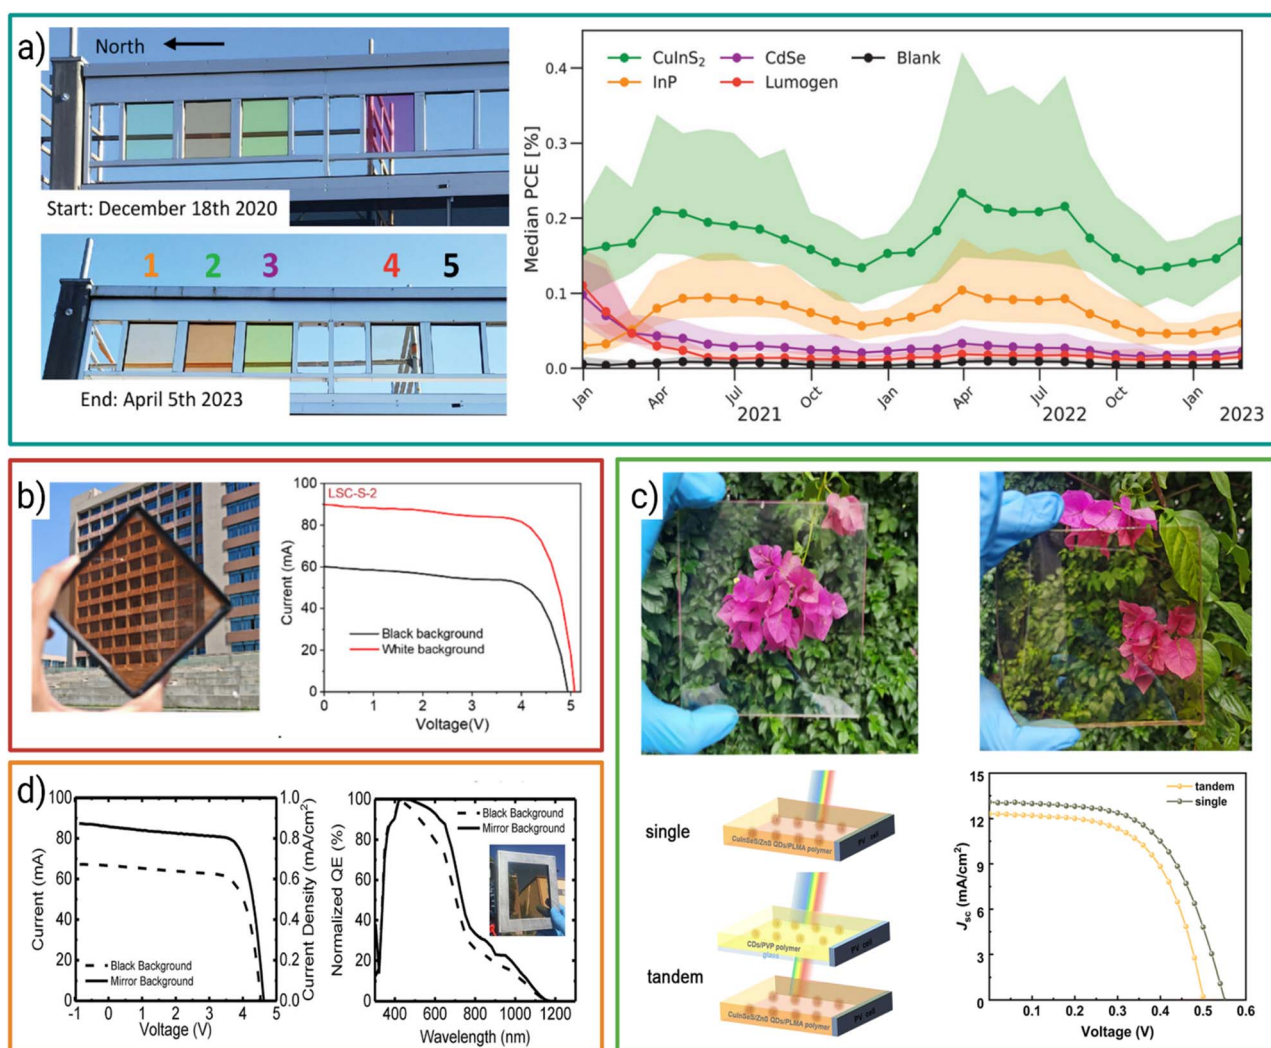 a)
North
Start: December 18th 2020
1 2 3 4 5
End: April 5th 2023
CuInS₂ CdSe Blank
InP Lumogen
Median PCE [%]
0.4
0.3
0.2
0.1
0.0
Jan Apr Jul Oct Jan Apr Jul Oct Jan
2021 2022 2023
b)
LSC-S-2
Current (mA)
100
80
60
40
20
0
Black background
White background
0 1 2 3 4 5
Voltage(V)
c)
single
CuInSeS/ZnS QDs/PLMA polymer
PV cell
tandem
CDs/PVP polymer
glass
PV cell
CuInSeS/ZnS QDs/PLMA polymer
PV cell
Jsc (mA/cm²)
15
12
9
6
3
0
tandem
single
0.1 0.2 0.3 0.4 0.5 0.6
Voltage (V)
d)
Current (mA)
100
80
60
40
20
0
Black Background
Mirror Background
1.0
0.8
0.6
0.4
0.2
0.0
Current Density (mA/cm²)
-1 0 1 2 3 4 5
Voltage (V)
Normalized QE (%)
100
80
60
40
20
0
Black Background
Mirror Background
400 600 800 1000 1200
Wavelength (nm)